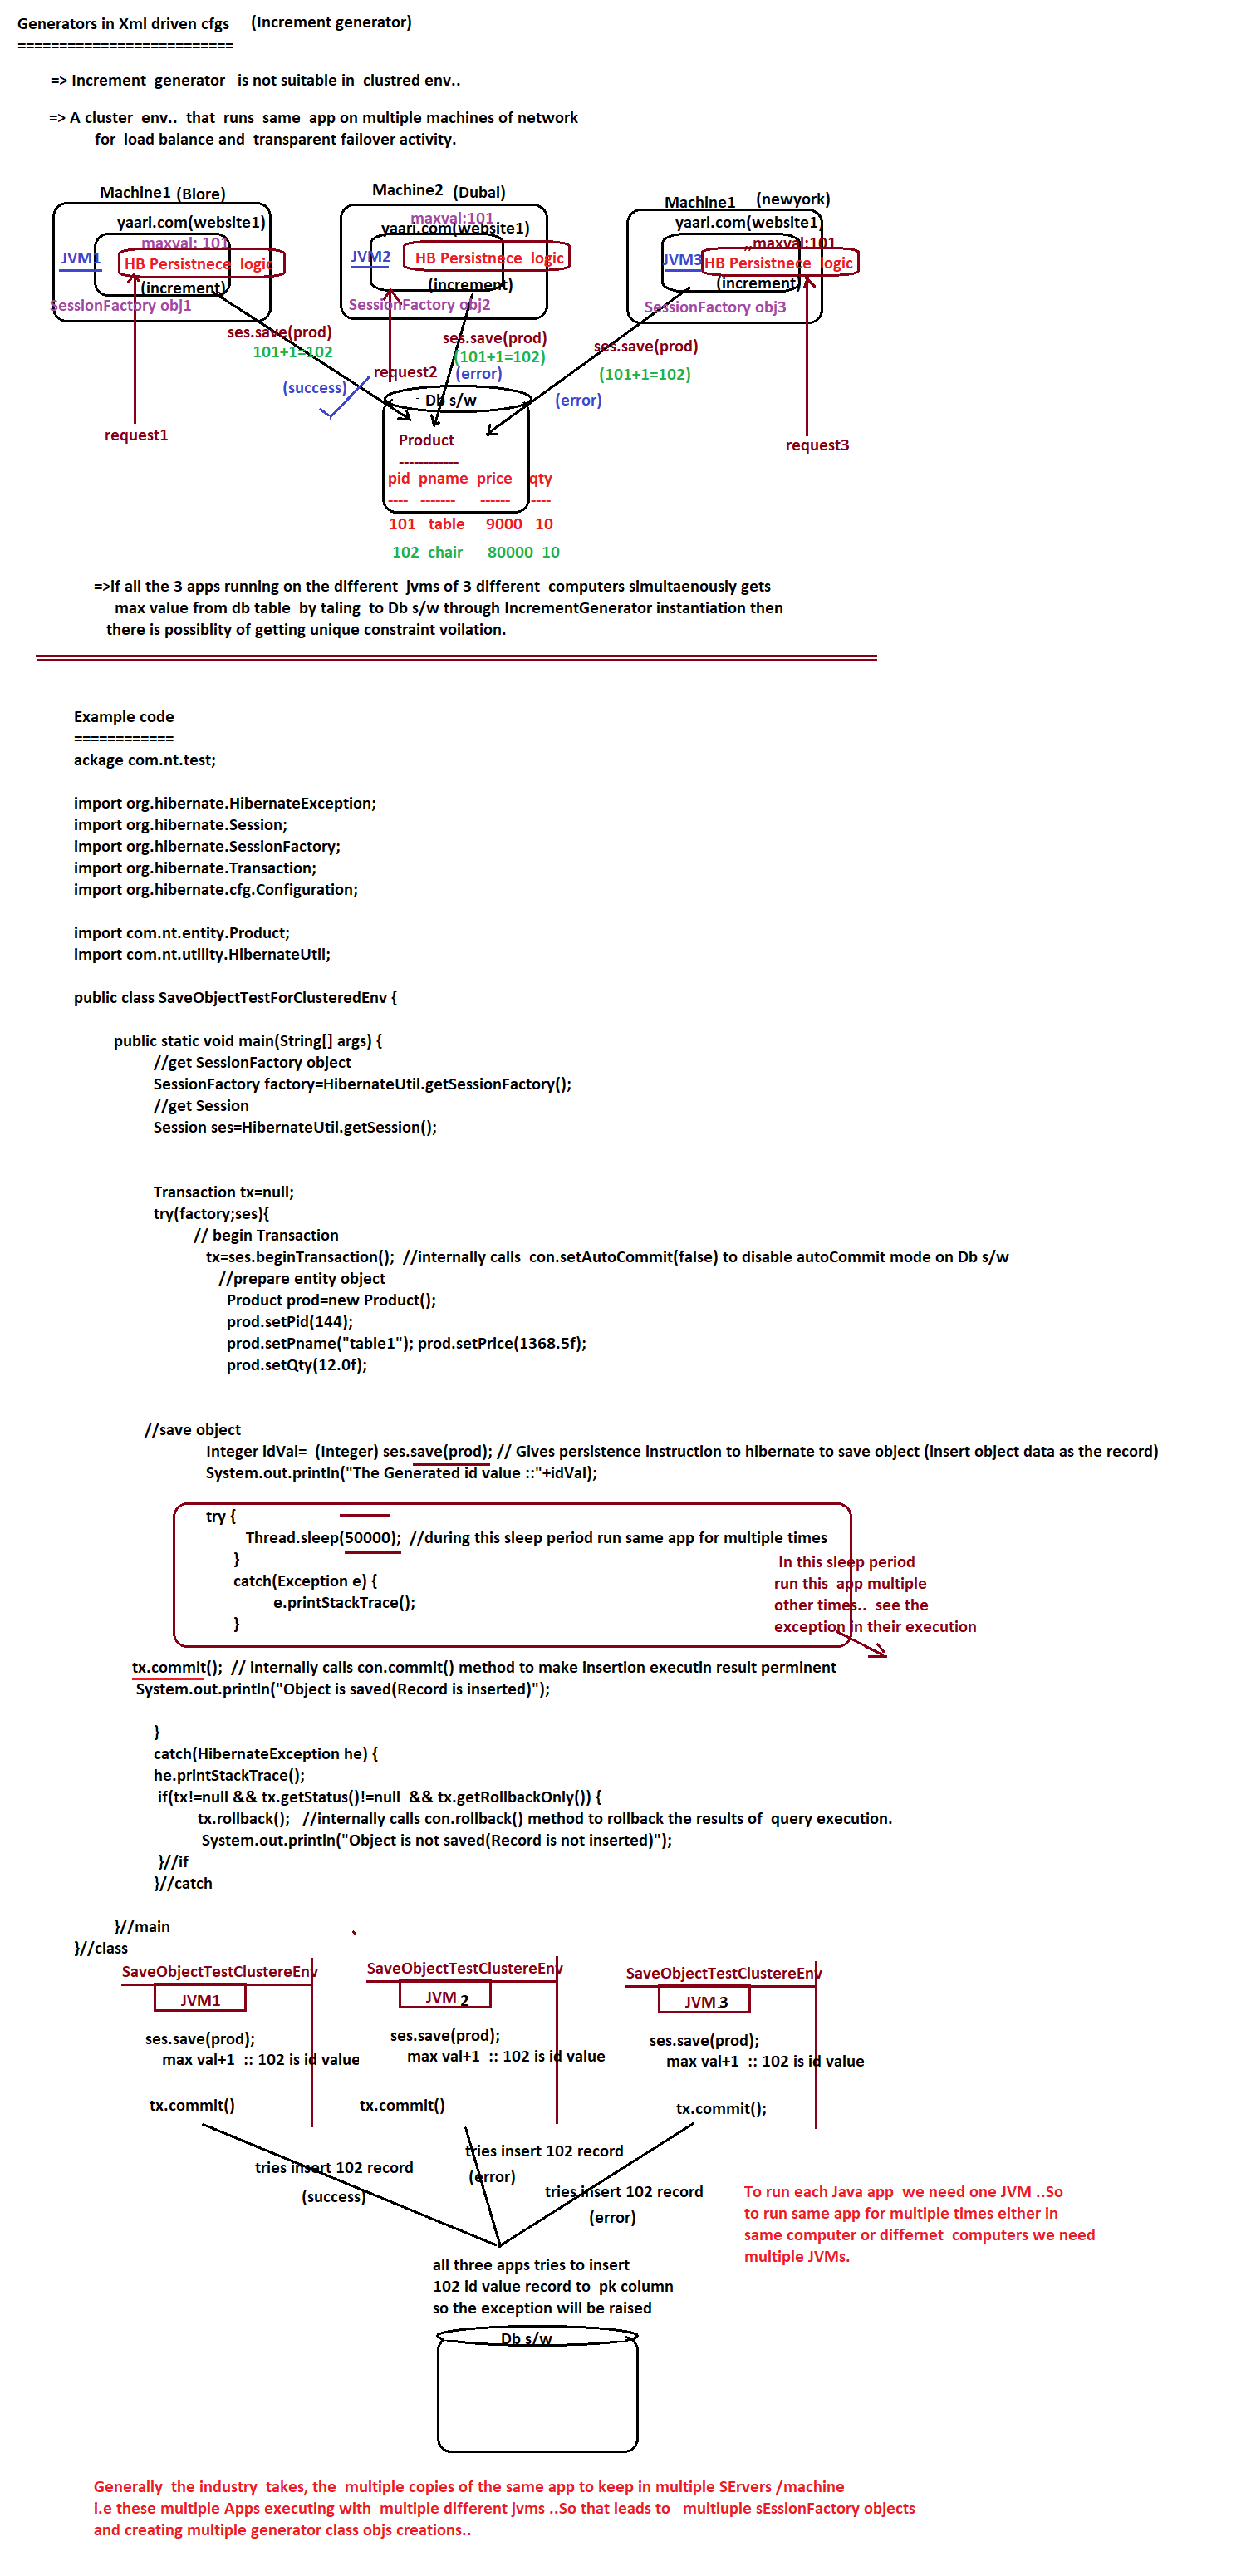 Generators in Xml driven cfgs (Increment generator)
==========================
=> Increment generator is not suitable in clustred env..
=> A cluster env.. that runs same app on multiple machines of network
for load balance and transparent failover activity.
Machine1 (Blore)
yaari.com(website1)
maxval: 101
JVM1
HB Persistnece logic
(increment)
SessionFactory obj1
Machine2 (Dubai)
maxval:101
yaari.com(website1)
JVM2
HB Persistnece logic
(increment)
SessionFactory obj2
Machine1 (newyork)
yaari.com(website1)
,,maxval:101
JVM3
HB Persistnece logic
(increment)
SessionFactory obj3
ses.save(prod)
101+1=102
(success)
request1
ses.save(prod)
(101+1=102)
request2 (error)
ses.save(prod)
(101+1=102)
(error)
request3
Db s/w
Product
------------
pid pname price qty
---- ------- ------ ----
101 table 9000 10
102 chair 80000 10
=>if all the 3 apps running on the different jvms of 3 different computers simultaenously gets
max value from db table by taling to Db s/w through IncrementGenerator instantiation then
there is possiblity of getting unique constraint voilation.
Example code
============
ackage com.nt.test;
import org.hibernate.HibernateException;
import org.hibernate.Session;
import org.hibernate.SessionFactory;
import org.hibernate.Transaction;
import org.hibernate.cfg.Configuration;
import com.nt.entity.Product;
import com.nt.utility.HibernateUtil;
public class SaveObjectTestForClusteredEnv {
public static void main(String[] args) {
//get SessionFactory object
SessionFactory factory=HibernateUtil.getSessionFactory();
//get Session
Session ses=HibernateUtil.getSession();
Transaction tx=null;
try(factory;ses){
// begin Transaction
tx=ses.beginTransaction(); //internally calls con.setAutoCommit(false) to disable autoCommit mode on Db s/w
//prepare entity object
Product prod=new Product();
prod.setPid(144);
prod.setPname("table1"); prod.setPrice(1368.5f);
prod.setQty(12.0f);
//save object
Integer idVal= (Integer) ses.save(prod); // Gives persistence instruction to hibernate to save object (insert object data as the record)
System.out.println("The Generated id value ::"+idVal);
try {
Thread.sleep(50000); //during this sleep period run same app for multiple times
}
catch(Exception e) {
e.printStackTrace();
}
In this sleep period
run this app multiple
other times.. see the
exception in their execution
tx.commit(); // internally calls con.commit() method to make insertion executin result perminent
System.out.println("Object is saved(Record is inserted)");
}
catch(HibernateException he) {
he.printStackTrace();
if(tx!=null && tx.getStatus()!=null && tx.getRollbackOnly()) {
tx.rollback(); //internally calls con.rollback() method to rollback the results of query execution.
System.out.println("Object is not saved(Record is not inserted)");
}//if
}//catch
}//main
}//class
SaveObjectTestClustereEnv
JVM1
ses.save(prod);
max val+1 :: 102 is id value
tx.commit()
SaveObjectTestClustereEnv
JVM 2
ses.save(prod);
max val+1 :: 102 is id value
tx.commit()
SaveObjectTestClustereEnv
JVM 3
ses.save(prod);
max val+1 :: 102 is id value
tx.commit();
tries insert 102 record
(success)
tries insert 102 record
(error)
tries insert 102 record
(error)
To run each Java app we need one JVM ..So
to run same app for multiple times either in
same computer or differnet computers we need
multiple JVMs.
all three apps tries to insert
102 id value record to pk column
so the exception will be raised
Db s/w
Generally the industry takes, the multiple copies of the same app to keep in multiple SErvers /machine
i.e these multiple Apps executing with multiple different jvms ..So that leads to multiuple sEssionFactory objects
and creating multiple generator class objs creations..